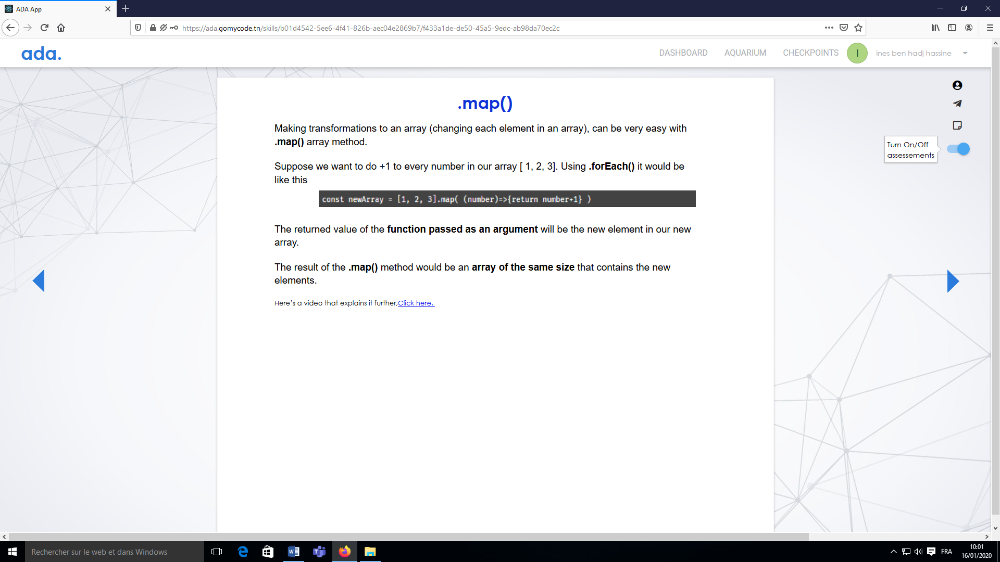 ADA App
https://ada.gomycode.tn/skills/b01d4542-5ee6-4f41-826b-aec04e2869b7/f433a1de-de50-45a5-9edc-ab98da70ec2c
ada.
DASHBOARD AQUARIUM CHECKPOINTS I ines ben hadj hassine
.map()
Making transformations to an array (changing each element in an array), can be very easy with
.map() array method.
Turn On/Off
assessements
Suppose we want to do +1 to every number in our array [ 1, 2, 3]. Using .forEach() it would be
like this
const newArray = [1, 2, 3].map( (number)=>{return number+1} )
The returned value of the function passed as an argument will be the new element in our new
array.
The result of the .map() method would be an array of the same size that contains the new
elements.
Here's a video that explains it further,Click here.
Rechercher sur le web et dans Windows
FRA
10:01
16/01/2020